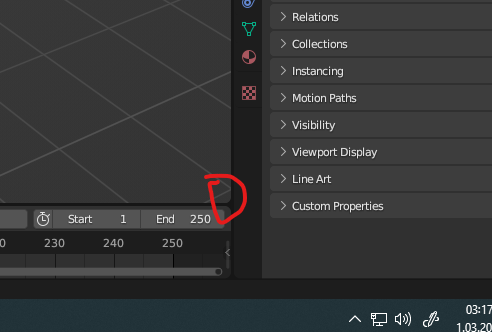 Relations
Collections
Instancing
Motion Paths
Visibility
Viewport Display
Line Art
Custom Properties
Start 1 End 250
230 240 250
03:17
1.03.20